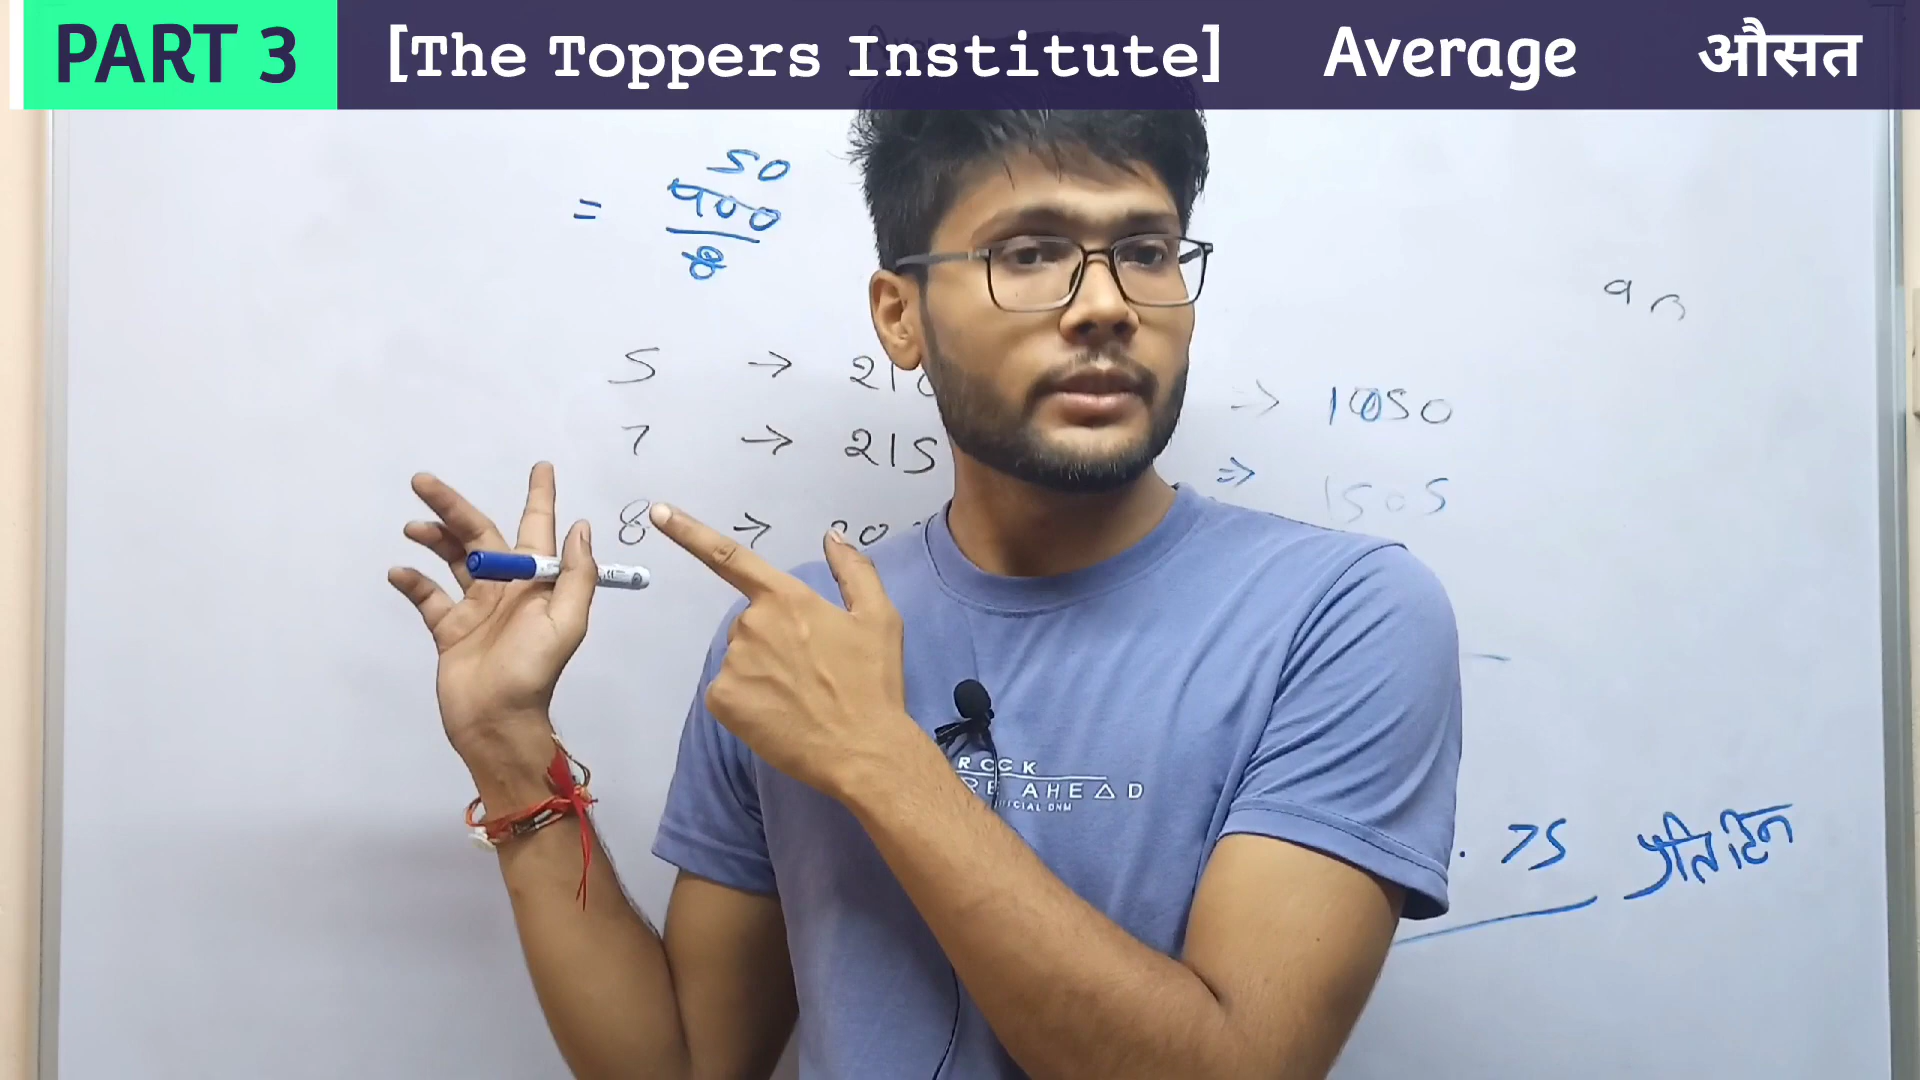 PART 3 [The Toppers Institute] Average औसत
50
= 400
8
5 → 210 => 1050
7 → 215 => 1505
8 →
ROCK
AHEAD
. 75 प्रतिदिन